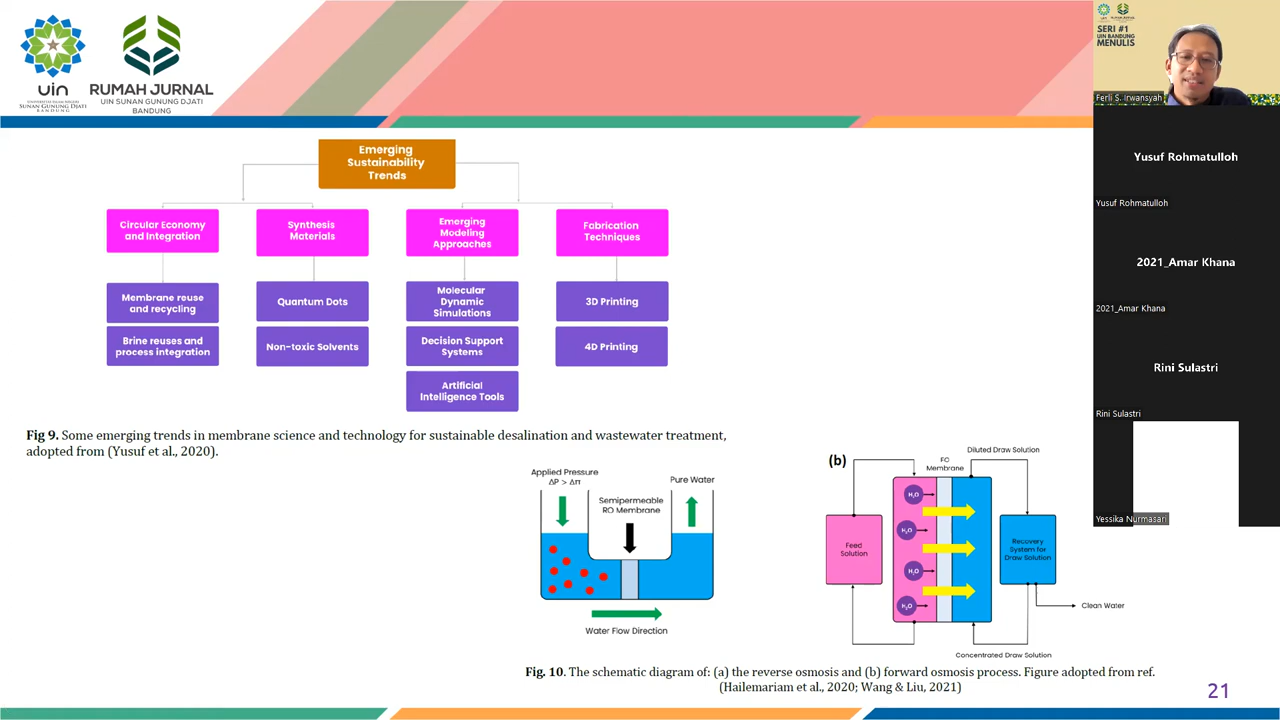 uin
UNIVERSITAS ISLAM NEGERI
SUNAN GUNUNG DJATI
BANDUNG
RUMAH JURNAL
UIN SUNAN GUNUNG DJATI
BANDUNG
Emerging
Sustainability
Trends
Circular Economy
and Integration
Synthesis
Materials
Emerging
Modeling
Approaches
Fabrication
Techniques
Membrane reuse
and recycling
Quantum Dots
Molecular
Dynamic
Simulations
3D Printing
Brine reuses and
process integration
Non-toxic Solvents
Decision Support
Systems
4D Printing
Artificial
Intelligence Tools
Fig 9. Some emerging trends in membrane science and technology for sustainable desalination and wastewater treatment,
adopted from (Yusuf et al., 2020).
Applied Pressure
ΔP > Δπ
Semipermeable
RO Membrane
Pure Water
Water Flow Direction
(b)
FO
Membrane
Diluted Draw Solution
Feed
Solution
H₂O
H₂O
H₂O
H₂O
Recovery
System for
Draw Solution
Clean Water
Concentrated Draw Solution
Fig. 10. The schematic diagram of: (a) the reverse osmosis and (b) forward osmosis process. Figure adopted from ref.
(Hailemariam et al., 2020; Wang & Liu, 2021)
21
SERI #1
UIN BANDUNG
MENULIS
Ferli S. Irwansyah
Yusuf Rohmatulloh
Yusuf Rohmatulloh
2021_Amar Khana
2021_Amar Khana
Rini Sulastri
Rini Sulastri
Yessika Nurmasari